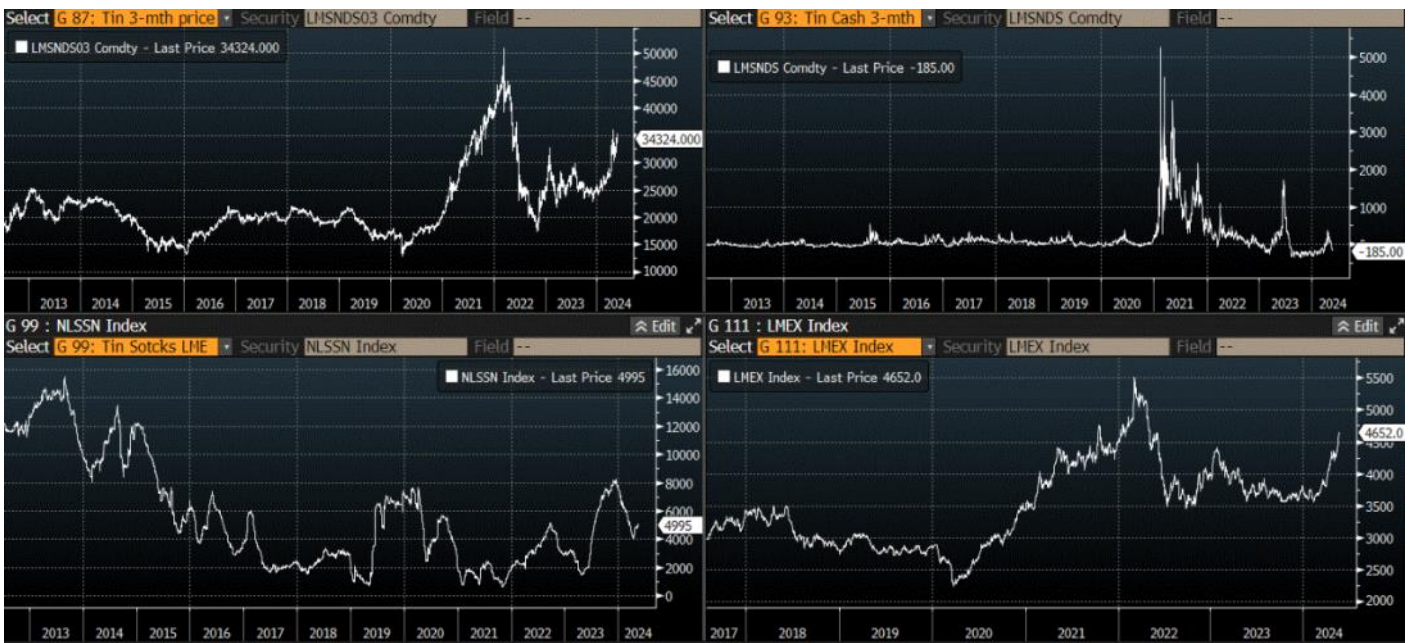 Select G 87: Tin 3-mth price Security LMSNDS03 Comdty Field --
LMSNDS03 Comdty - Last Price 34324.000
50000
45000
40000
34324.000
30000
25000
20000
15000
10000
2013 2014 2015 2016 2017 2018 2019 2020 2021 2022 2023 2024
Select G 93: Tin Cash 3-mth Security LMSNDS Comdty Field --
LMSNDS Comdty - Last Price -185.00
5000
4000
3000
2000
1000
-185.00
2013 2014 2015 2016 2017 2018 2019 2020 2021 2022 2023 2024
G 99 : NLSSN Index Edit
Select G 99: Tin Sotcks LME Security NLSSN Index Field --
NLSSN Index - Last Price 4995
16000
14000
12000
10000
8000
6000
4995
4000
2000
0
2013 2014 2015 2016 2017 2018 2019 2020 2021 2022 2023 2024
G 111 : LMEX Index Edit
Select G 111: LMEX Index Security LMEX Index Field --
LMEX Index - Last Price 4652.0
5500
5000
4652.0
4500
4000
3500
3000
2500
2000
2017 2018 2019 2020 2021 2022 2023 2024